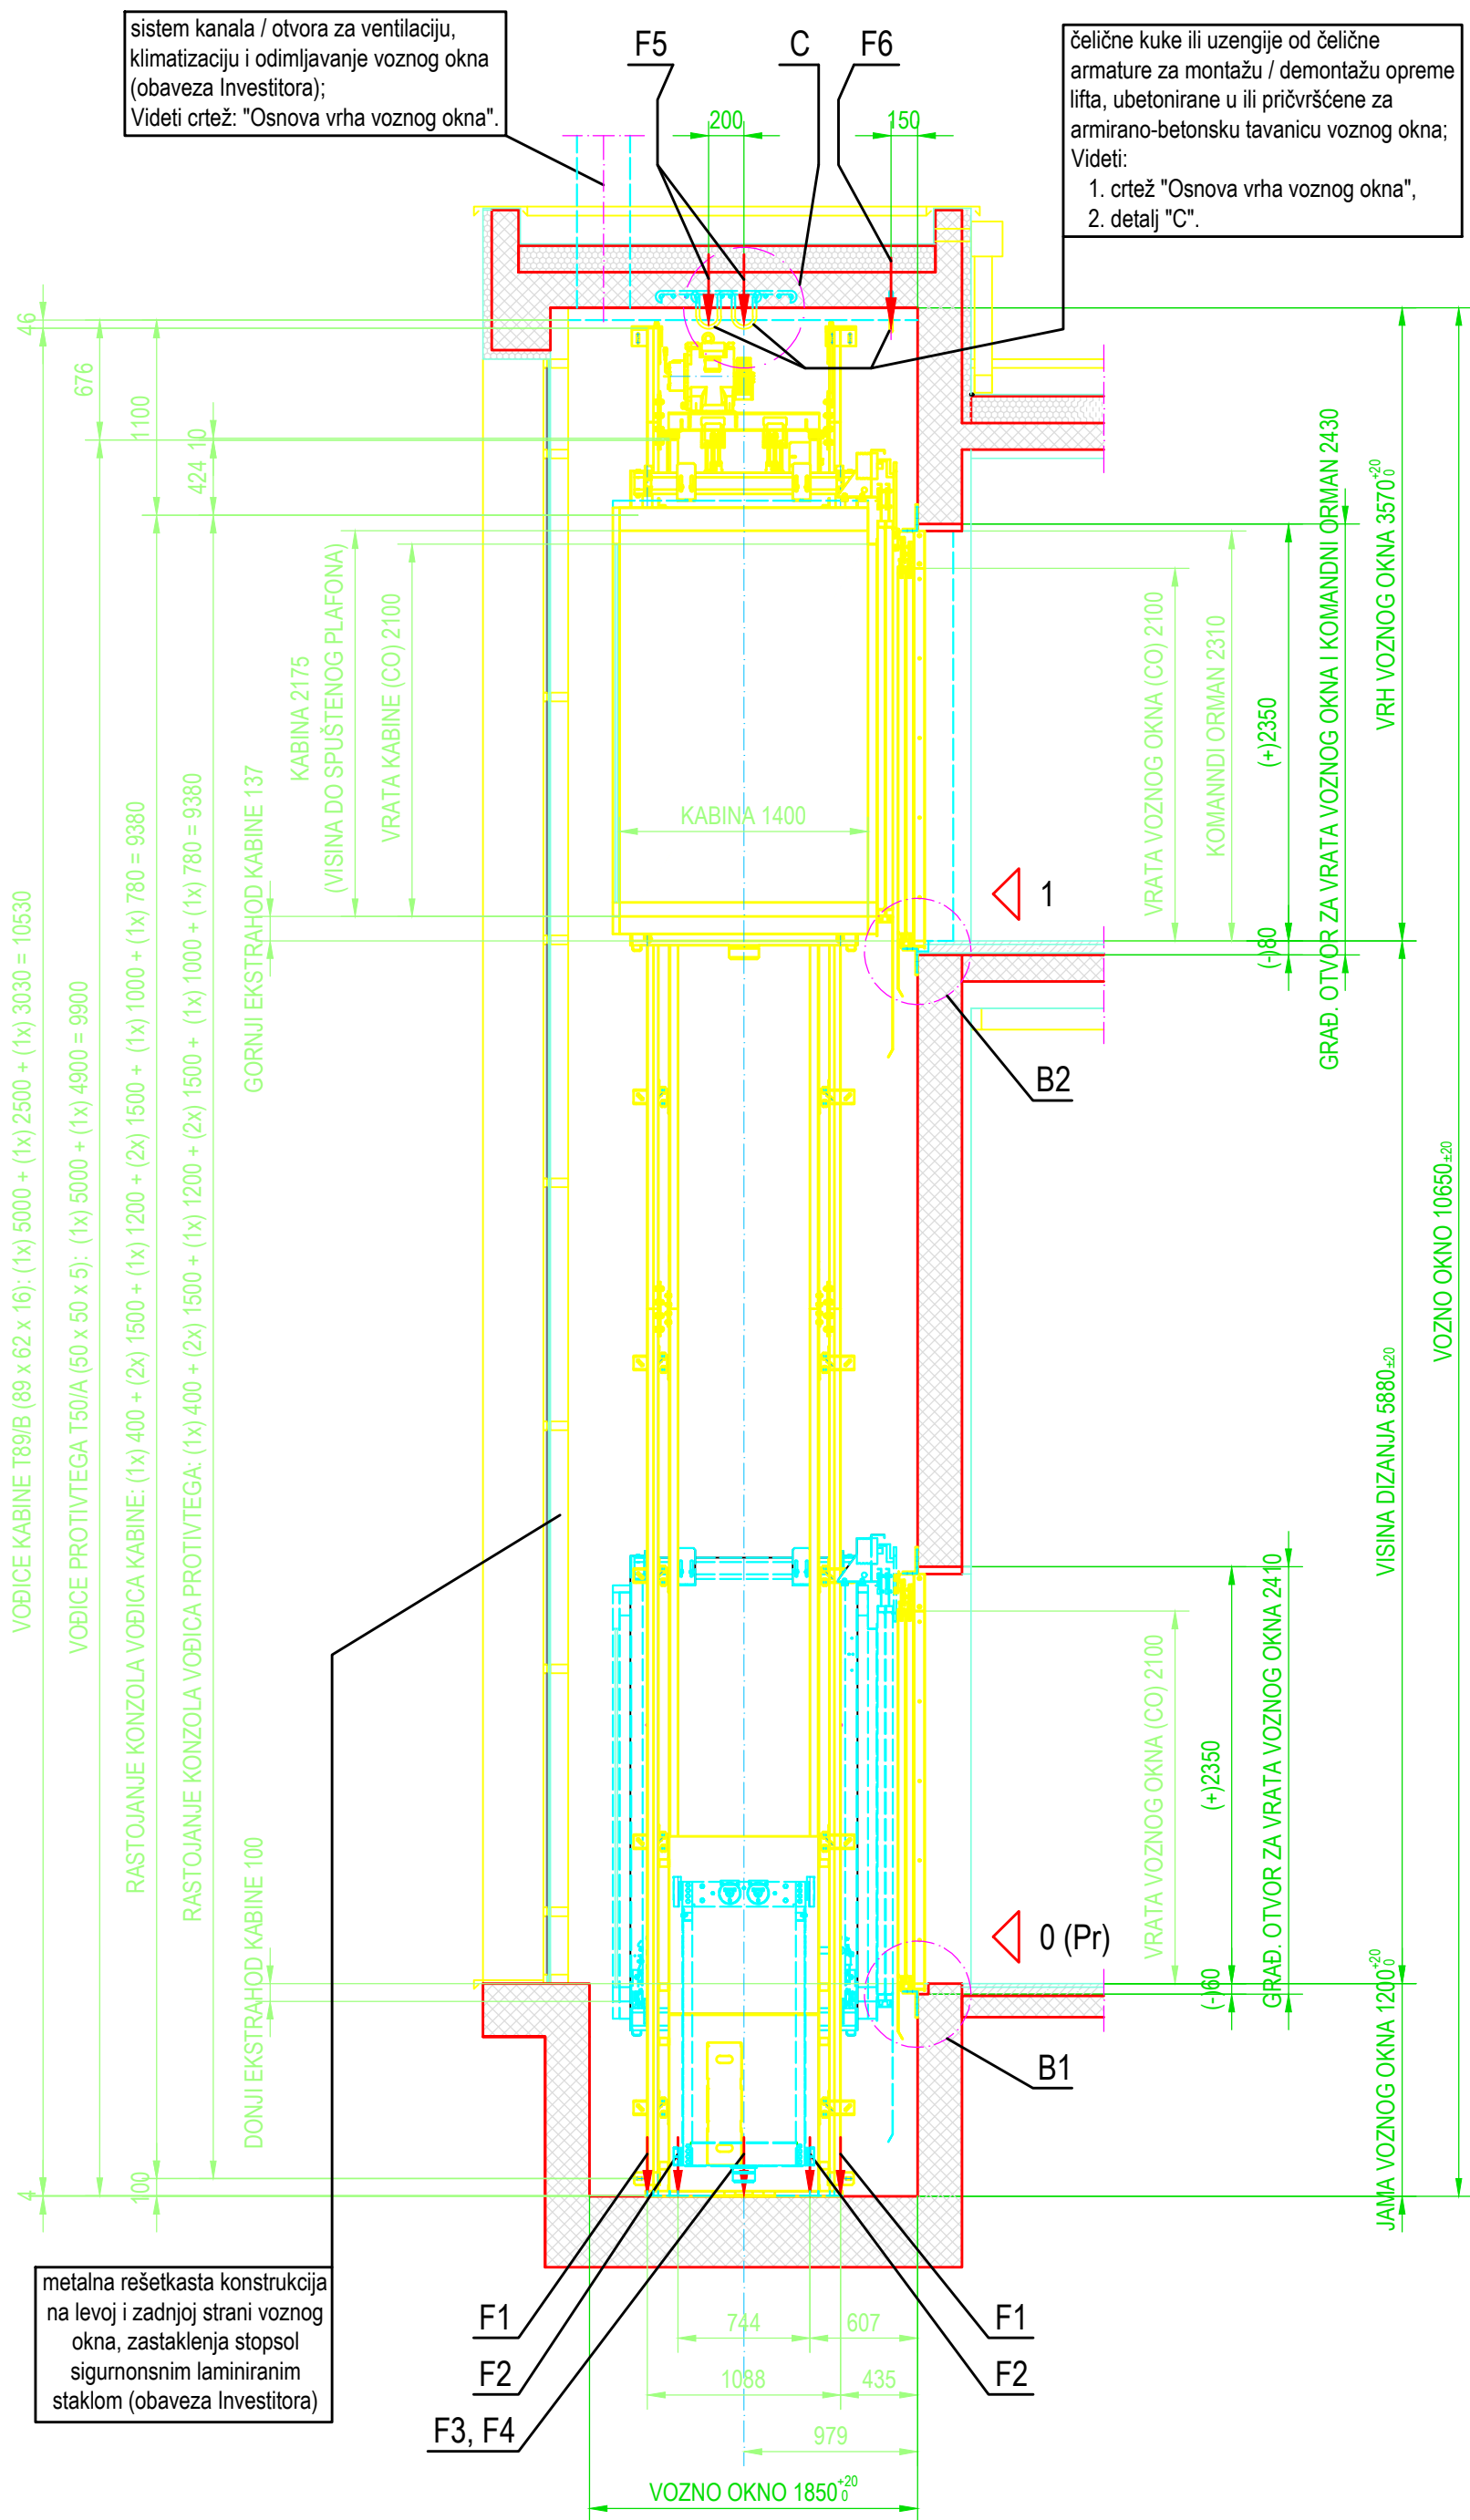 sistem kanala / otvora za ventilaciju,
klimatizaciju i odimljavanje voznog okna
(obaveza Investitora);
Videti crtež: "Osnova vrha voznog okna".
F5
C
F6
čelične kuke ili uzengije od čelične
armature za montažu / demontažu opreme
lifta, ubetonirane u ili pričvršćene za
armirano-betonsku tavanicu voznog okna;
Videti:
1. crtež "Osnova vrha voznog okna",
2. detalj "C".
200
150
46
676
1100
10
424
KABINA 2175
(VISINA DO SPUŠTENOG PLAFONA)
VRATA KABINE (CO) 2100
GORNJI EKSTRAHOD KABINE 137
KABINA 1400
VRATA VOZNOG OKNA (CO) 2100
KOMANNDI ORMAN 2310
(+)2350
(-)80
GRAĐ. OTVOR ZA VRATA VOZNOG OKNA I KOMANDNI ORMAN 2430
VRH VOZNOG OKNA 3570 +20 0
1
B2
VOĐICE KABINE T89/B (89 x 62 x 16): (1x) 5000 + (1x) 2500 + (1x) 3030 = 10530
VOĐICE PROTIVTEGA T50/A (50 x 50 x 5): (1x) 5000 + (1x) 4900 = 9900
RASTOJANJE KONZOLA VOĐICA KABINE: (1x) 400 + (2x) 1500 + (1x) 1200 + (2x) 1500 + (1x) 1000 + (1x) 780 = 9380
RASTOJANJE KONZOLA VOĐICA PROTIVTEGA: (1x) 400 + (2x) 1500 + (1x) 1200 + (2x) 1500 + (1x) 1000 + (1x) 780 = 9380
VISINA DIZANJA 5880±20
VOZNO OKNO 10650±20
VRATA VOZNOG OKNA (CO) 2100
(+)2350
(-)60
GRAĐ. OTVOR ZA VRATA VOZNOG OKNA 2410
0 (Pr)
B1
JAMA VOZNOG OKNA 1200 +20 0
DONJI EKSTRAHOD KABINE 100
4
100
metalna rešetkasta konstrukcija
na levoj i zadnjoj strani voznog
okna, zastaklenja stopsol
sigurnonsnim laminiranim
staklom (obaveza Investitora)
F1
F2
F3, F4
F1
F2
744
607
1088
435
979
VOZNO OKNO 1850 +20 0